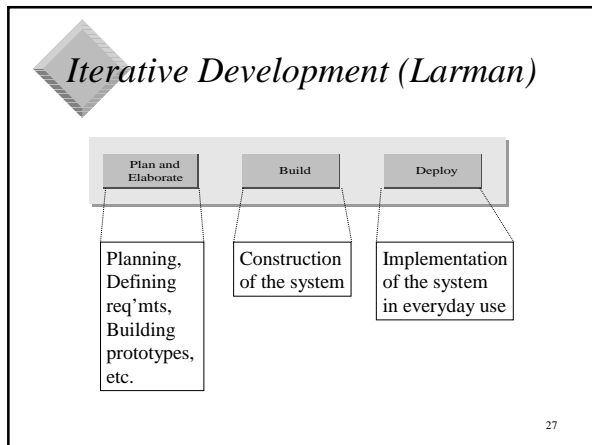 Iterative Development (Larman)
Plan and
Elaborate
Build
Deploy
Planning,
Defining
req'mts,
Building
prototypes,
etc.
Construction
of the system
Implementation
of the system
in everyday use
27